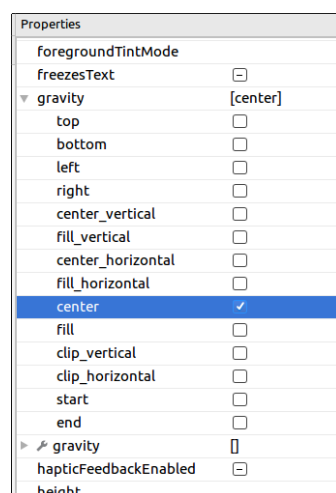 Properties
foregroundTintMode
freezesText
gravity [center]
top
bottom
left
right
center_vertical
fill_vertical
center_horizontal
fill_horizontal
center
fill
clip_vertical
clip_horizontal
start
end
gravity []
hapticFeedbackEnabled
height